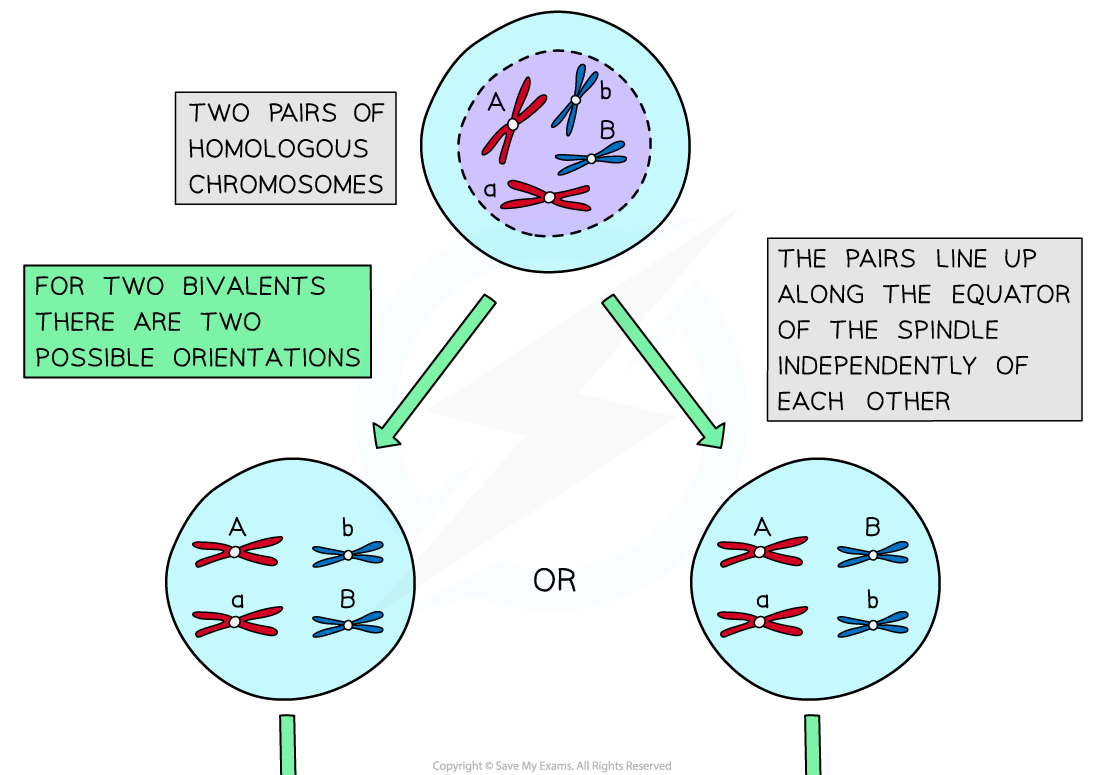 TWO PAIRS OF
HOMOLOGOUS
CHROMOSOMES
A
b
B
a
FOR TWO BIVALENTS
THERE ARE TWO
POSSIBLE ORIENTATIONS
THE PAIRS LINE UP
ALONG THE EQUATOR
OF THE SPINDLE
INDEPENDENTLY OF
EACH OTHER
A b
a B
OR
A B
a b
Copyright © Save My Exams. All Rights Reserved